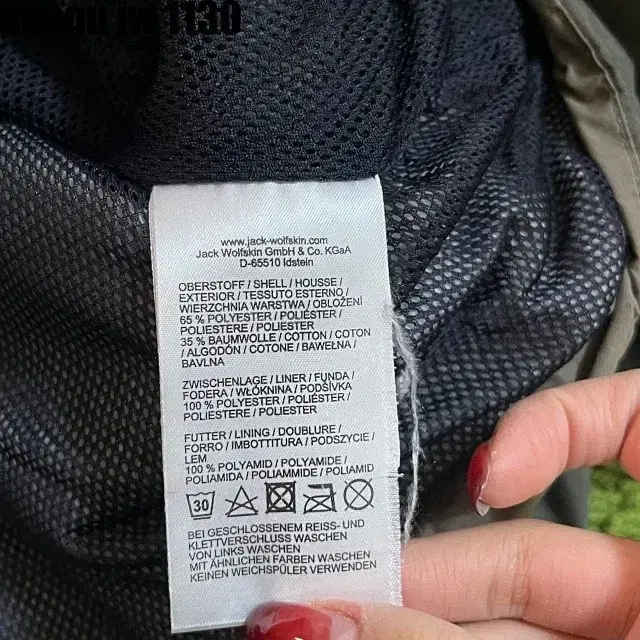 www.jack-wolfskin.com
Jack Wolfskin GmbH & Co. KGaA
D-65510 Idstein
OBERSTOFF / SHELL / HOUSSE /
EXTERIOR / TESSUTO ESTERNO /
WIERZCHNIA WARSTWA / OBLOŽENÍ
65 % POLYESTER / POLIÉSTER /
POLIESTERE / POLIESTER
35 % BAUMWOLLE / COTTON / COTON
/ ALGODÓN / COTONE / BAWEŁNA /
BAVLNA
ZWISCHENLAGE / LINER / FUNDA /
FODERA / WŁÓKNINA / PODŠÍVKA
100 % POLYESTER / POLIÉSTER /
POLIESTERE / POLIESTER
FUTTER / LINING / DOUBLURE /
FORRO / IMBOTTITURA / PODSZYCIE /
LEM
100 % POLYAMID / POLYAMIDE /
POLIAMIDA / POLIAMMIDE / POLIAMID
30
BEI GESCHLOSSENEM REISS- UND
KLETTVERSCHLUSS WASCHEN
VON LINKS WASCHEN
MIT ÄHNLICHEN FARBEN WASCHEN
KEINEN WEICHSPÜLER VERWENDEN